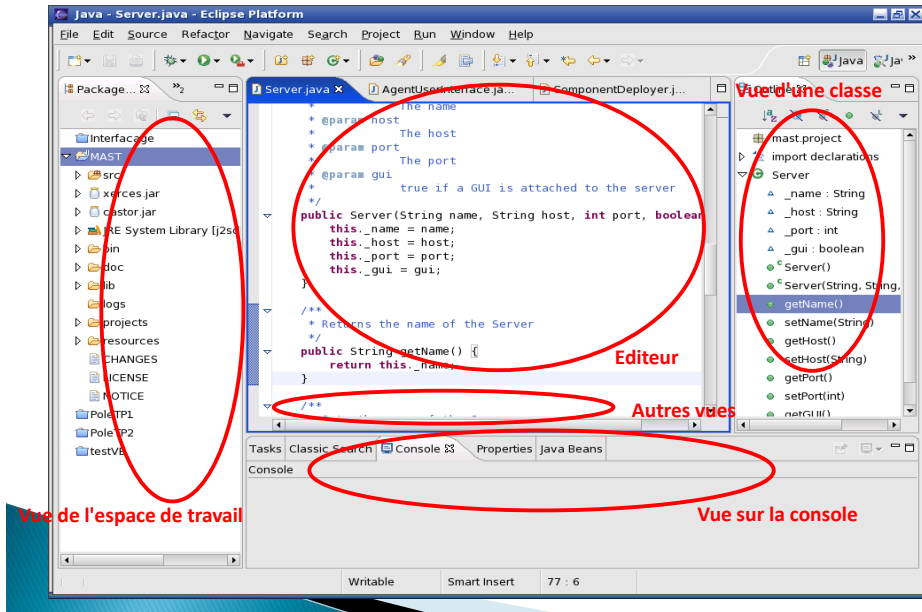 Java - Server.java - Eclipse Platform
File Edit Source Refactor Navigate Search Project Run Window Help
Java
Package...
»2
Server.java
AgentUserInterface.ja...
ComponentDeployer.j...
Vue d'une classe
Interfacage
MAST
src
xerces.jar
castor.jar
JRE System Library [j2sd
bin
doc
lib
logs
projects
resources
CHANGES
LICENSE
NOTICE
PoleTP1
PoleTP2
Vue de l'espace de travail
* The name
* @param host
* The host
* @param port
* The port
* @param gui
* true if a GUI is attached to the server
*/
public Server(String name, String host, int port, boolean
this._name = name;
this._host = host;
this._port = port;
this._gui = gui;
}
/**
* Returns the name of the Server
*/
public String getName() {
return this._name;
}
/**
Editeur
Autres vues
mast.project
import declarations
Server
_name : String
_host : String
_port : int
_gui : boolean
Server()
Server(String, String,
getName()
setName(String)
getHost()
setHost(String)
getPort()
setPort(int)
getGUI()
Tasks Classic Search Console Properties Java Beans
Console
Vue sur la console
Writable Smart Insert 77 : 6